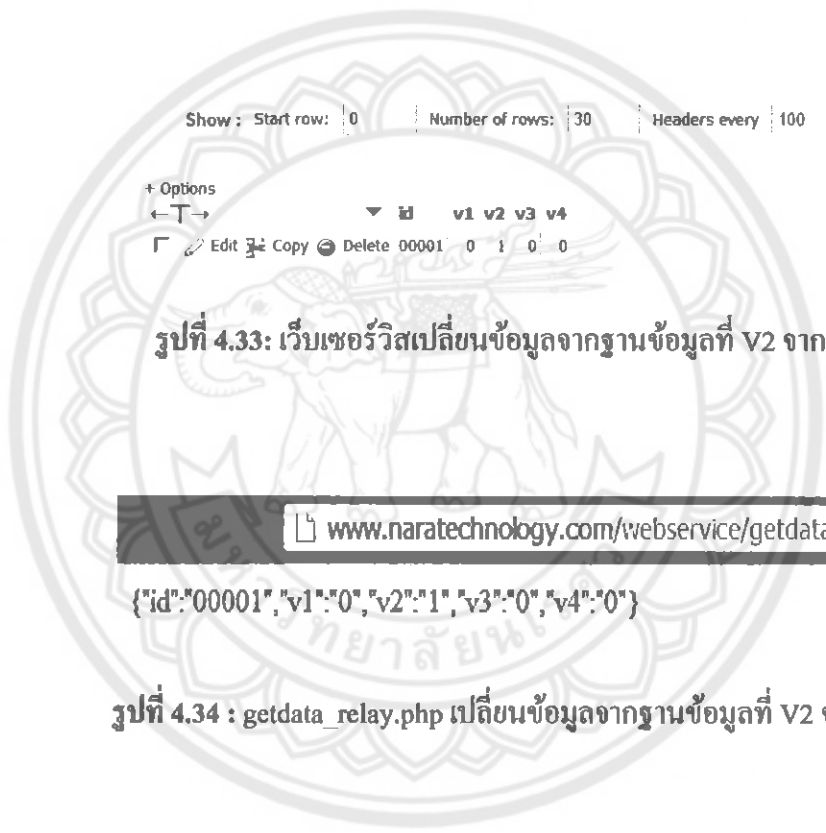 Show : Start row: 0 Number of rows: 30 Headers every 100
+ Options
←T→ ▼ id v1 v2 v3 v4
Edit Copy Delete 00001 0 1 0 0
รูปที่ 4.33: เว็บเซอร์วิสเปลี่ยนข้อมูลจากฐานข้อมูลที่ V2 จาก
www.naratechnology.com/webservice/getdata
{"id":"00001","v1":"0","v2":"1","v3":"0","v4":"0"}
รูปที่ 4.34 : getdata_relay.php เปลี่ยนข้อมูลจากฐานข้อมูลที่ V2